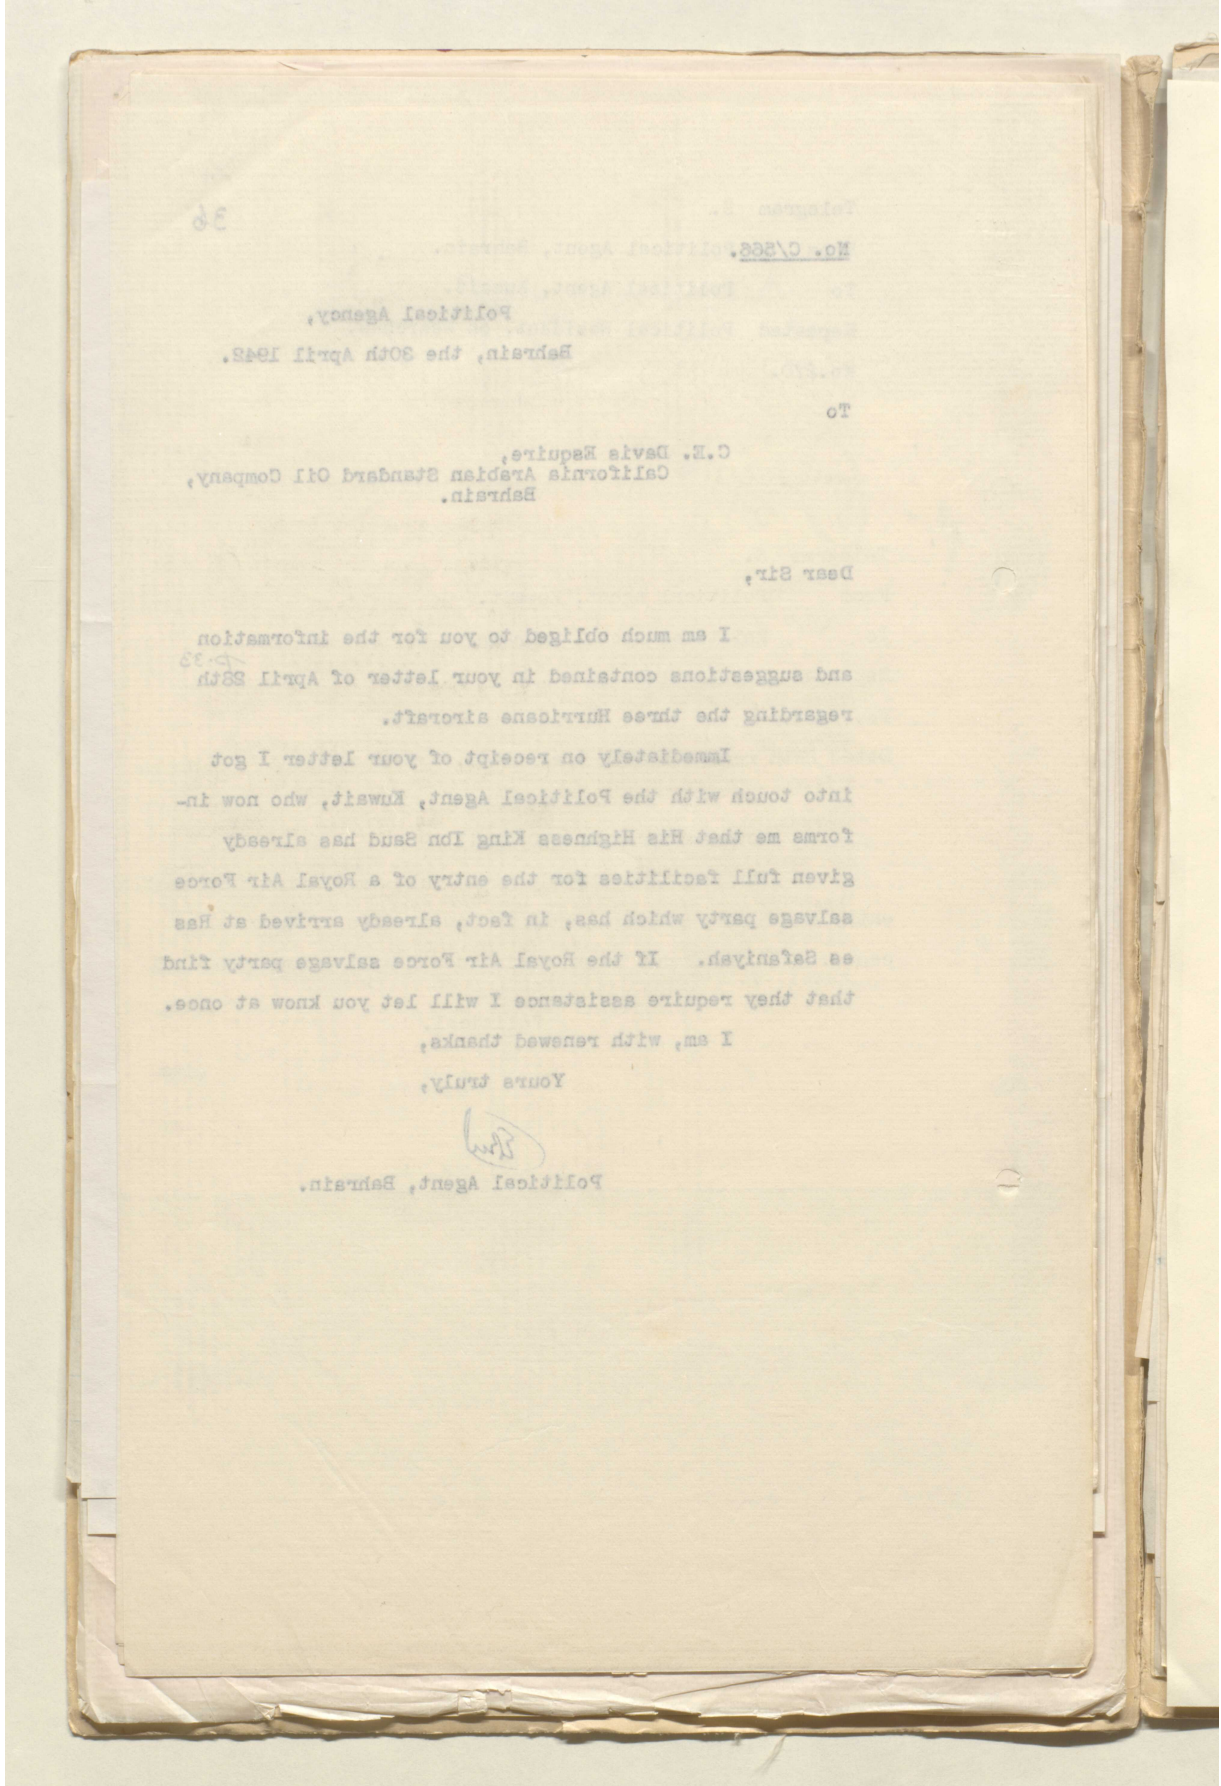 36
No. C/566.
Political Agency,
Bahrain, the 30th April 1942.
To
C.E. Davis Esquire,
California Arabian Standard Oil Company,
Bahrain.
Dear Sir,
I am much obliged to you for the information
p.33
and suggestions contained in your letter of April 28th
regarding the three Hurricane aircraft.
Immediately on receipt of your letter I got
into touch with the Political Agent, Kuwait, who now in-
forms me that His Highness King Ibn Saud has already
given full facilities for the entry of a Royal Air Force
salvage party which has, in fact, already arrived at Ras
es Safaniyah. If the Royal Air Force salvage party find
that they require assistance I will let you know at once.
I am, with renewed thanks,
Yours truly,
Political Agent, Bahrain.